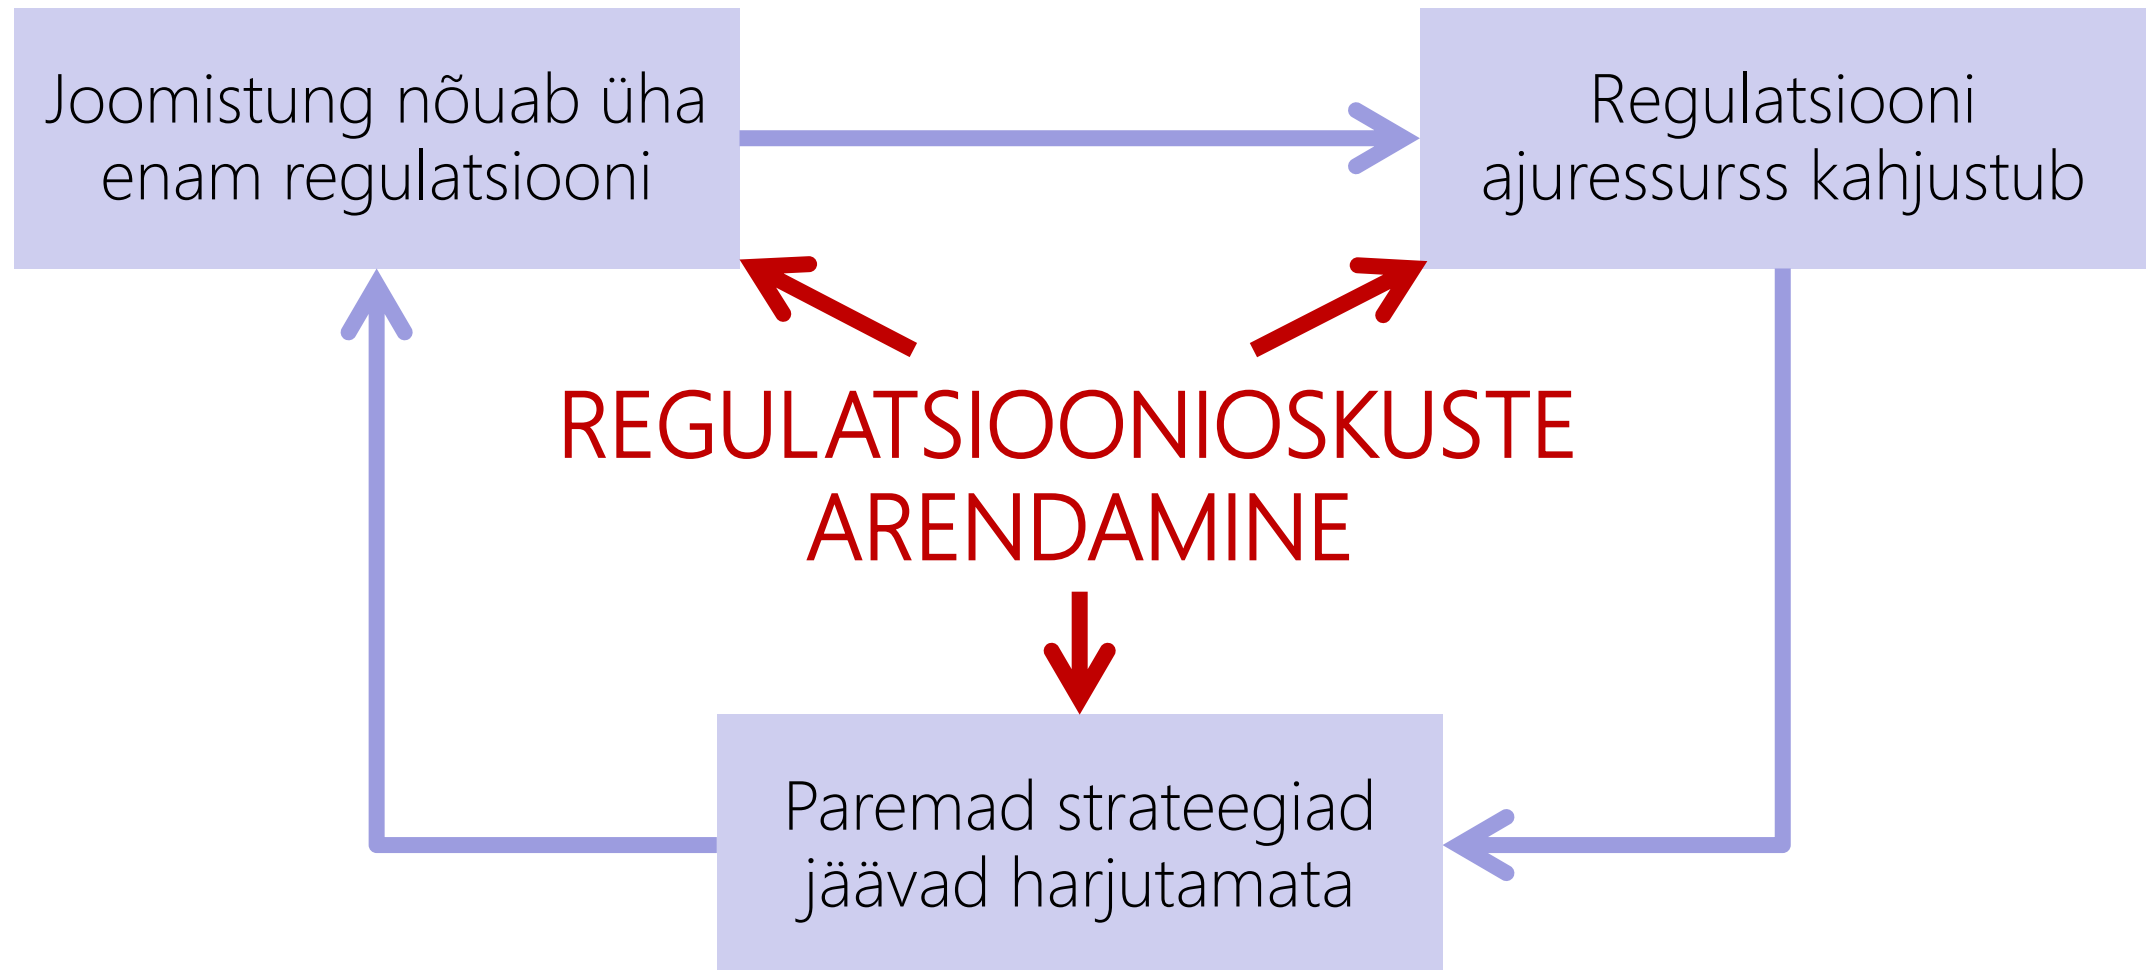 Joomistung nõuab üha
enam regulatsiooni
Regulatsiooni
ajuressurss kahjustub
REGULATSIOONIOSKUSTE
ARENDAMINE
Paremad strateegiad
jäävad harjutamata